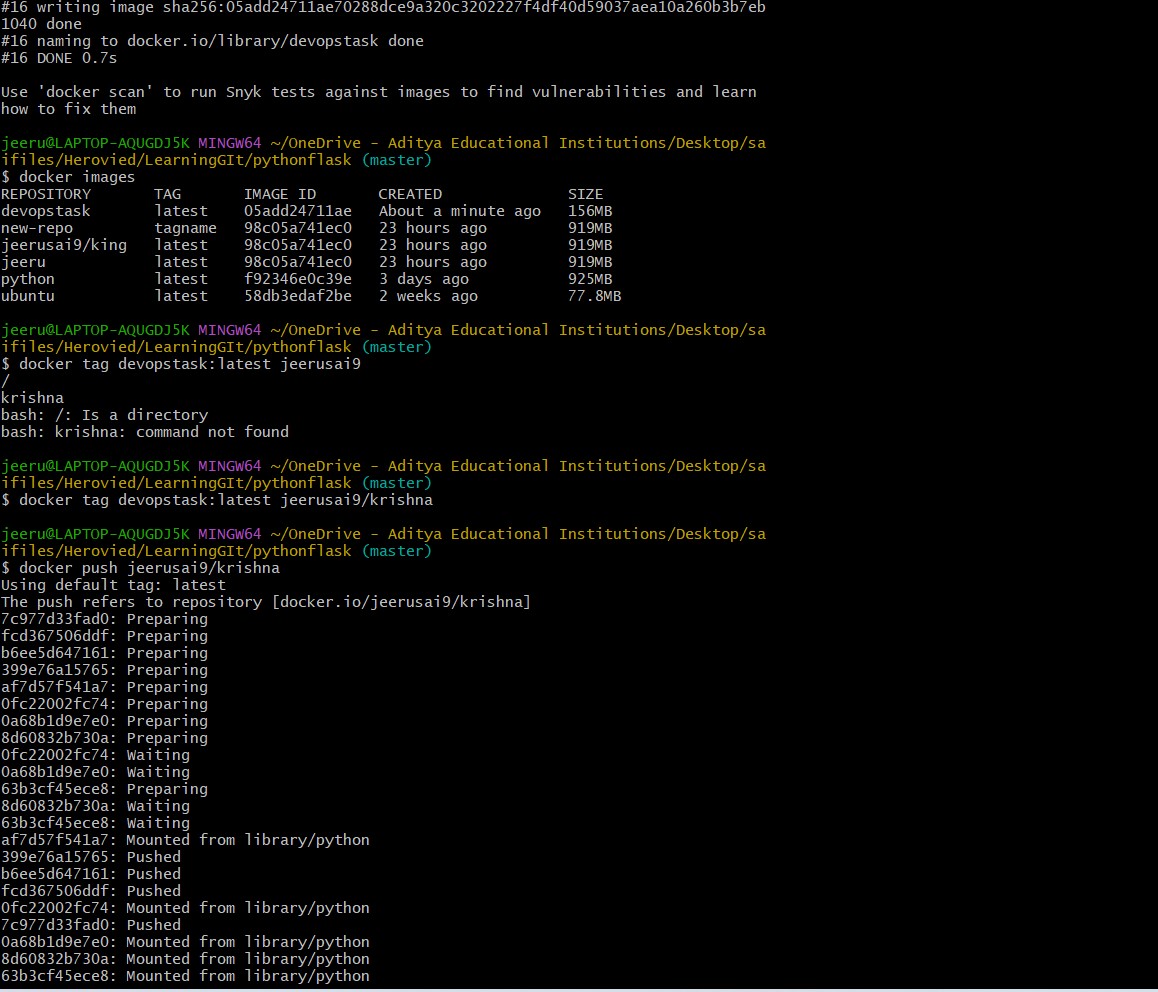 #16 writing image sha256:05add24711ae70288dce9a320c3202227f4df40d59037aea10a260b3b7eb
1040 done
#16 naming to docker.io/library/devopstask done
#16 DONE 0.7s
Use 'docker scan' to run Snyk tests against images to find vulnerabilities and learn
how to fix them
jeeru@LAPTOP-AQUGDJ5K MINGW64 ~/OneDrive - Aditya Educational Institutions/Desktop/sa
ifiles/Herovied/LearningGIt/pythonflask (master)
$ docker images
REPOSITORY TAG IMAGE ID CREATED SIZE
devopstask latest 05add24711ae About a minute ago 156MB
new-repo tagname 98c05a741ec0 23 hours ago 919MB
jeerusai9/king latest 98c05a741ec0 23 hours ago 919MB
jeeru latest 98c05a741ec0 23 hours ago 919MB
python latest f92346e0c39e 3 days ago 925MB
ubuntu latest 58db3edaf2be 2 weeks ago 77.8MB
jeeru@LAPTOP-AQUGDJ5K MINGW64 ~/OneDrive - Aditya Educational Institutions/Desktop/sa
ifiles/Herovied/LearningGIt/pythonflask (master)
$ docker tag devopstask:latest jeerusai9
/
krishna
bash: /: Is a directory
bash: krishna: command not found
jeeru@LAPTOP-AQUGDJ5K MINGW64 ~/OneDrive - Aditya Educational Institutions/Desktop/sa
ifiles/Herovied/LearningGIt/pythonflask (master)
$ docker tag devopstask:latest jeerusai9/krishna
jeeru@LAPTOP-AQUGDJ5K MINGW64 ~/OneDrive - Aditya Educational Institutions/Desktop/sa
ifiles/Herovied/LearningGIt/pythonflask (master)
$ docker push jeerusai9/krishna
Using default tag: latest
The push refers to repository [docker.io/jeerusai9/krishna]
7c977d33fad0: Preparing
fcd367506ddf: Preparing
b6ee5d647161: Preparing
399e76a15765: Preparing
af7d57f541a7: Preparing
0fc22002fc74: Preparing
0a68b1d9e7e0: Preparing
8d60832b730a: Preparing
0fc22002fc74: Waiting
0a68b1d9e7e0: Waiting
63b3cf45ece8: Preparing
8d60832b730a: Waiting
63b3cf45ece8: Waiting
af7d57f541a7: Mounted from library/python
399e76a15765: Pushed
b6ee5d647161: Pushed
fcd367506ddf: Pushed
0fc22002fc74: Mounted from library/python
7c977d33fad0: Pushed
0a68b1d9e7e0: Mounted from library/python
8d60832b730a: Mounted from library/python
63b3cf45ece8: Mounted from library/python